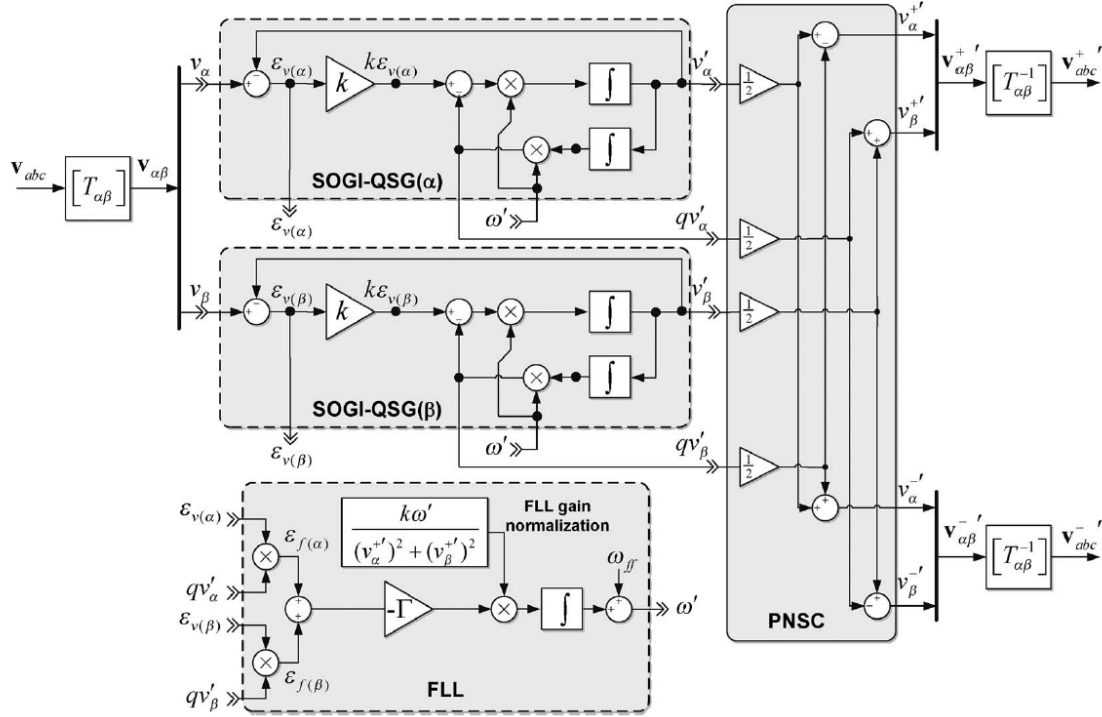 v_abc
[T_αβ]
v_αβ
v_α
ε_v(α)
k
kε_v(α)
+
-
+
-
×
∫
v′_α
×
∫
SOGI-QSG(α)
ε_v(α)
ω′
qv′_α
v_β
ε_v(β)
k
kε_v(β)
+
-
+
-
×
∫
v′_β
×
∫
SOGI-QSG(β)
ε_v(β)
ω′
qv′_β
1/2
1/2
1/2
1/2
+
-
+
+
+
+
-
+
PNSC
v_α^+′
v_αβ^+′
[T_αβ^-1]
v_abc^+′
v_β^+′
v_α^-′
v_αβ^-′
[T_αβ^-1]
v_abc^-′
v_β^-′
ε_v(α)
×
ε_f(α)
qv′_α
ε_v(β)
×
ε_f(β)
qv′_β
+
+
-Γ
kω′
(v_α^+′)^2 + (v_β^+′)^2
FLL gain
normalization
×
∫
ω_ff
+
+
ω′
FLL